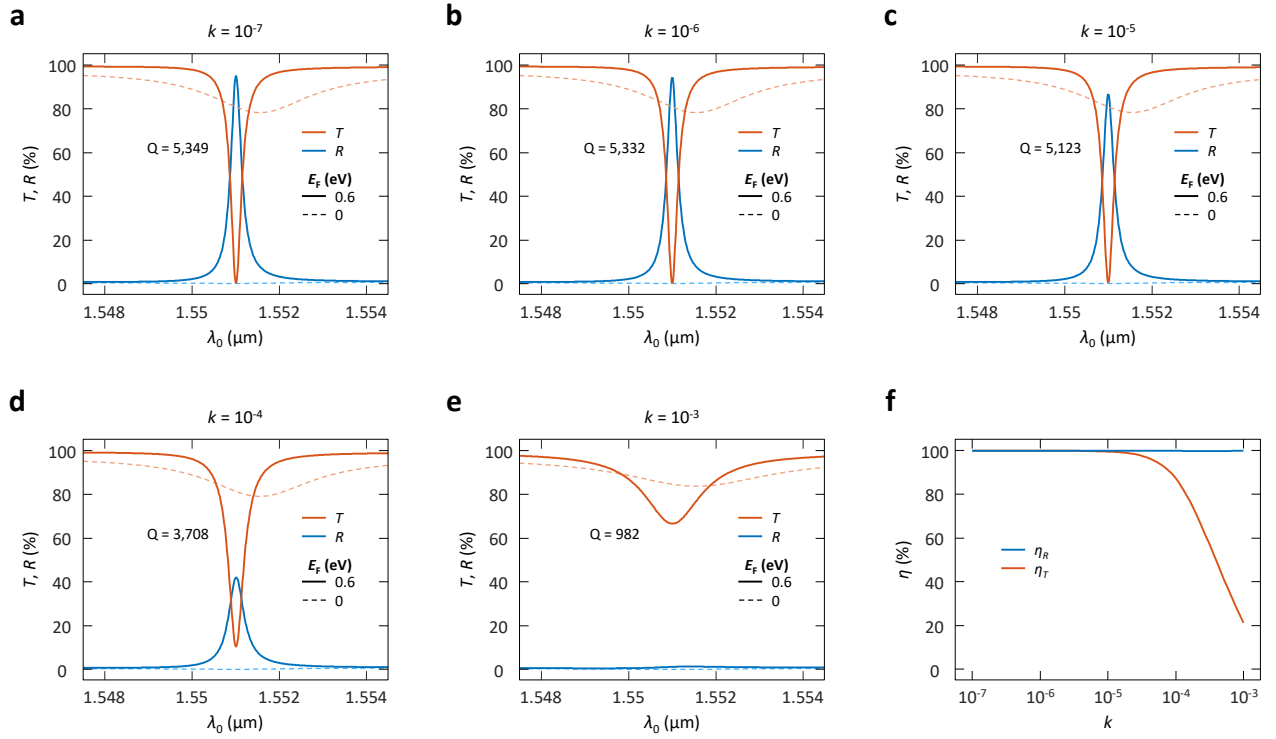 a
k = 10⁻⁷
T, R (%)
100
80
60
40
20
0
Q = 5,349
T
R
E_F (eV)
0.6
0
1.548 1.55 1.552 1.554
λ₀ (μm)
b
k = 10⁻⁶
100
80
60
40
20
0
T, R (%)
Q = 5,332
T
R
E_F (eV)
0.6
0
1.548 1.55 1.552 1.554
λ₀ (μm)
c
k = 10⁻⁵
100
80
60
40
20
0
T, R (%)
Q = 5,123
T
R
E_F (eV)
0.6
0
1.548 1.55 1.552 1.554
λ₀ (μm)
d
k = 10⁻⁴
100
80
60
40
20
0
T, R (%)
Q = 3,708
T
R
E_F (eV)
0.6
0
1.548 1.55 1.552 1.554
λ₀ (μm)
e
k = 10⁻³
100
80
60
40
20
0
T, R (%)
Q = 982
T
R
E_F (eV)
0.6
0
1.548 1.55 1.552 1.554
λ₀ (μm)
f
100
80
60
40
20
0
η (%)
η_R
η_T
10⁻⁷ 10⁻⁶ 10⁻⁵ 10⁻⁴ 10⁻³
k